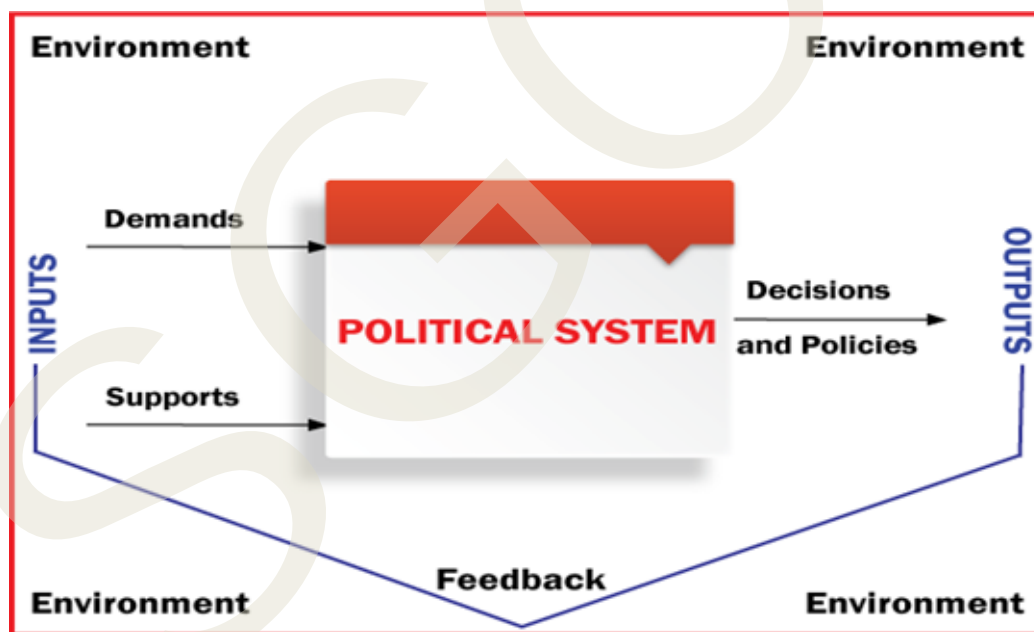 Environment
Environment
Demands
INPUTS
POLITICAL SYSTEM
Decisions
and Policies
OUTPUTS
Supports
Feedback
Environment
Environment